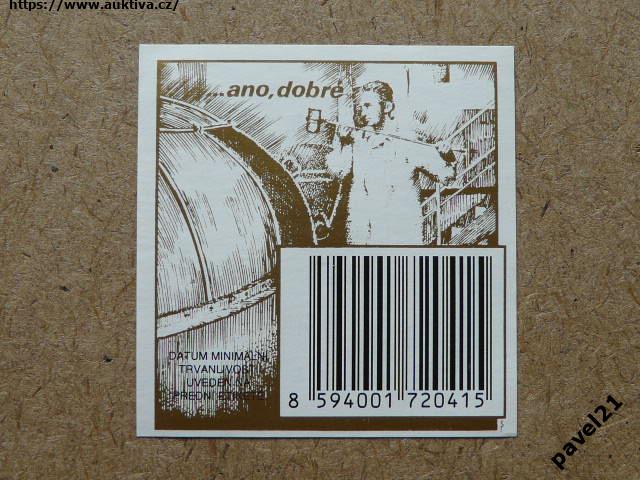 https://www.auktiva.cz/
...ano, dobré
DATUM MINIMÁLNÍ
TRVANLIVOSTI
UVEDEN NA
PŘEDNÍ ETIKETĚ
8 594001 720415
pavel21